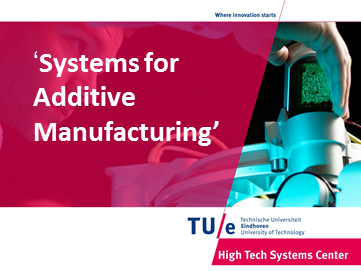 Where innovation starts
‘Systems for
Additive
Manufacturing’
TU/e
Technische Universiteit
Eindhoven
University of Technology
High Tech Systems Center